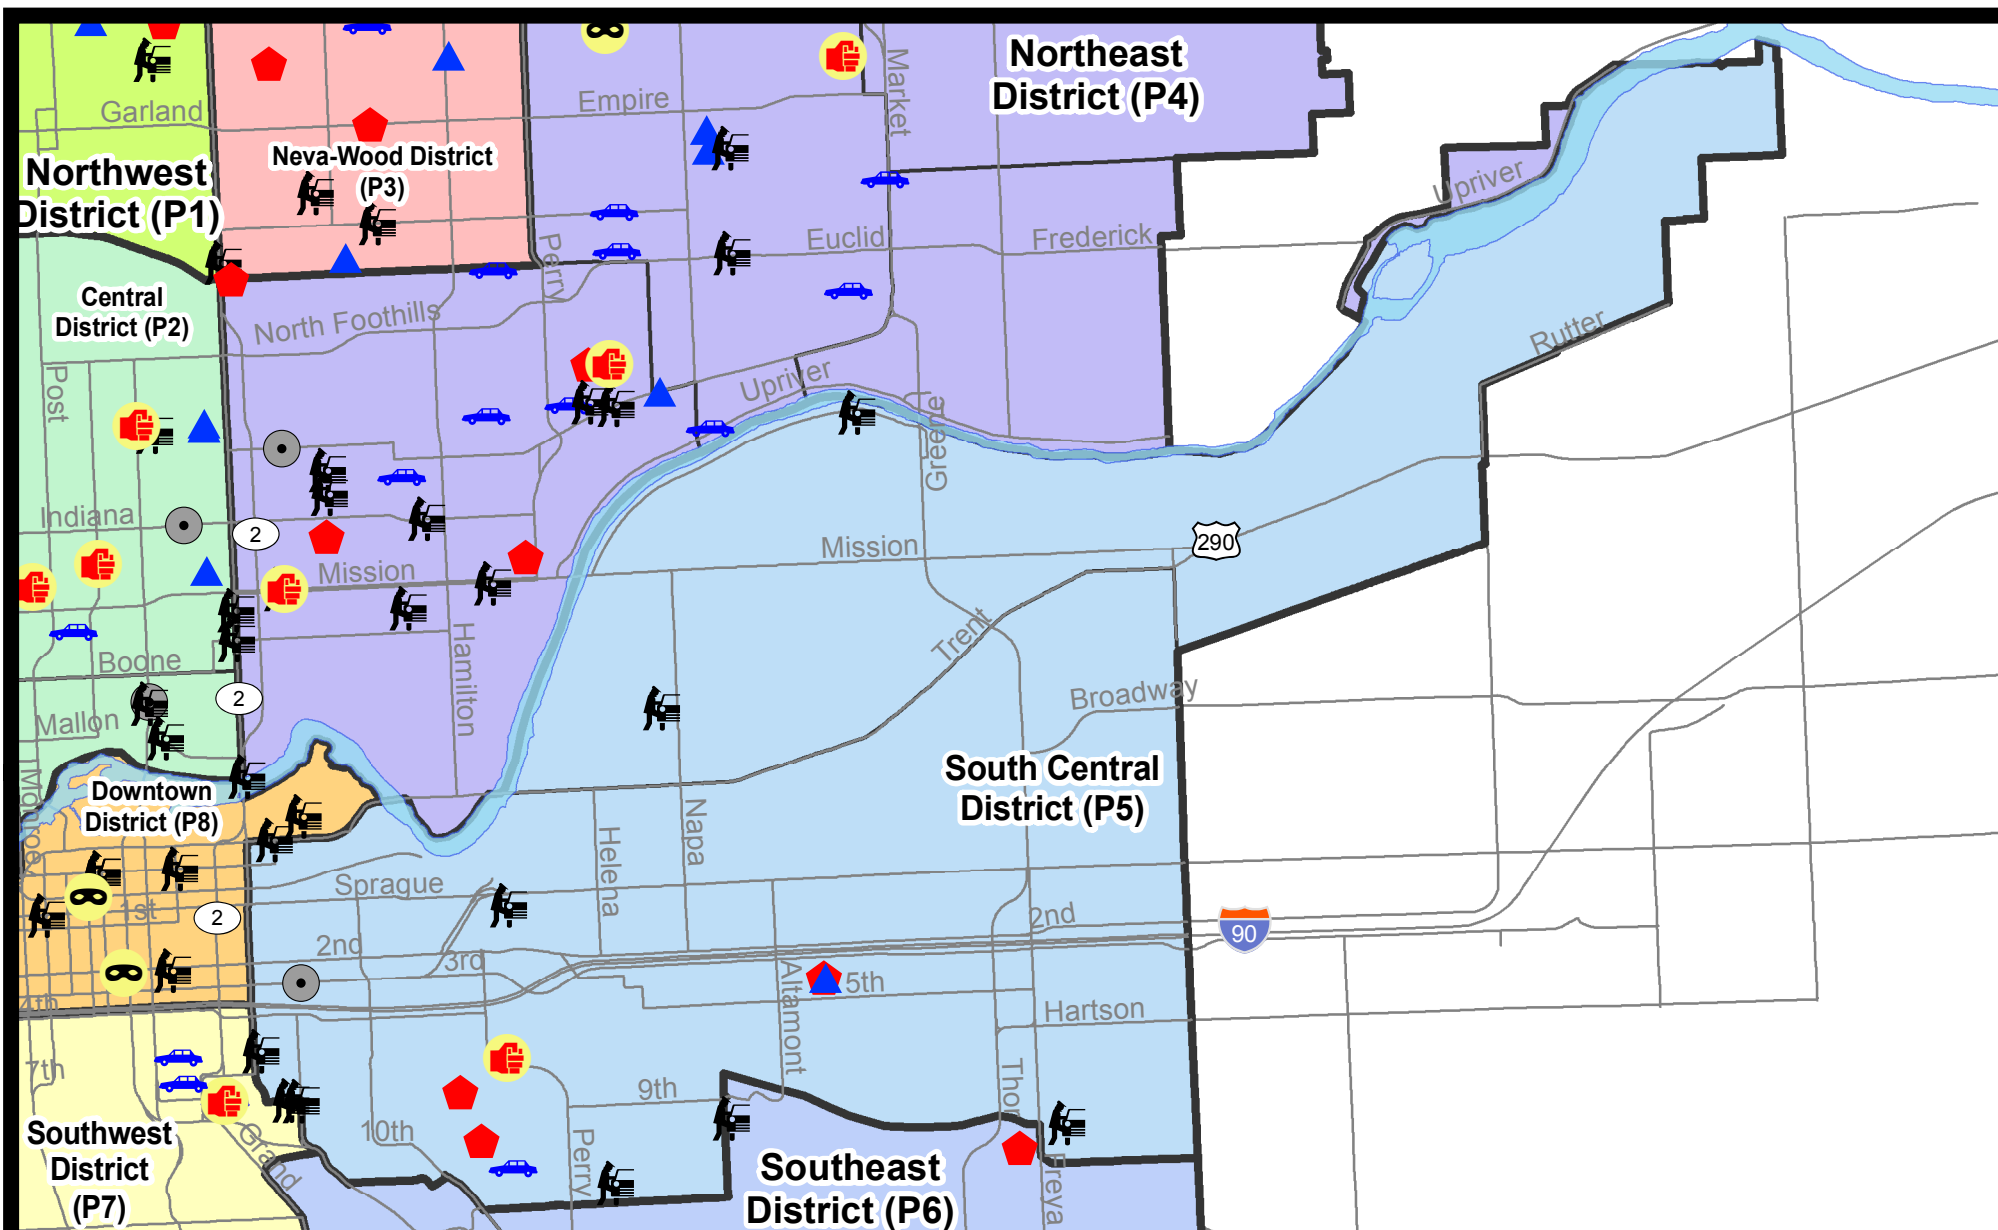 Northeast
District (P4)
Market
Empire
Garland
Neva-Wood District
(P3)
Northwest
District (P1)
Upriver
Euclid
Frederick
Perry
Central
District (P2)
North Foothills
Rutter
Upriver
Post
Greene
Indiana
2
290
Mission
Mission
Trent
Hamilton
Boone
2
Broadway
Mallon
South Central
District (P5)
Monroe
Downtown
District (P8)
Napa
Helena
Sprague
1st
2
2nd
90
2nd
3rd
Altamont
5th
4th
Hartson
7th
Thor
9th
10th
Southwest
District
(P7)
Grand
Perry
Southeast
District (P6)
Freya